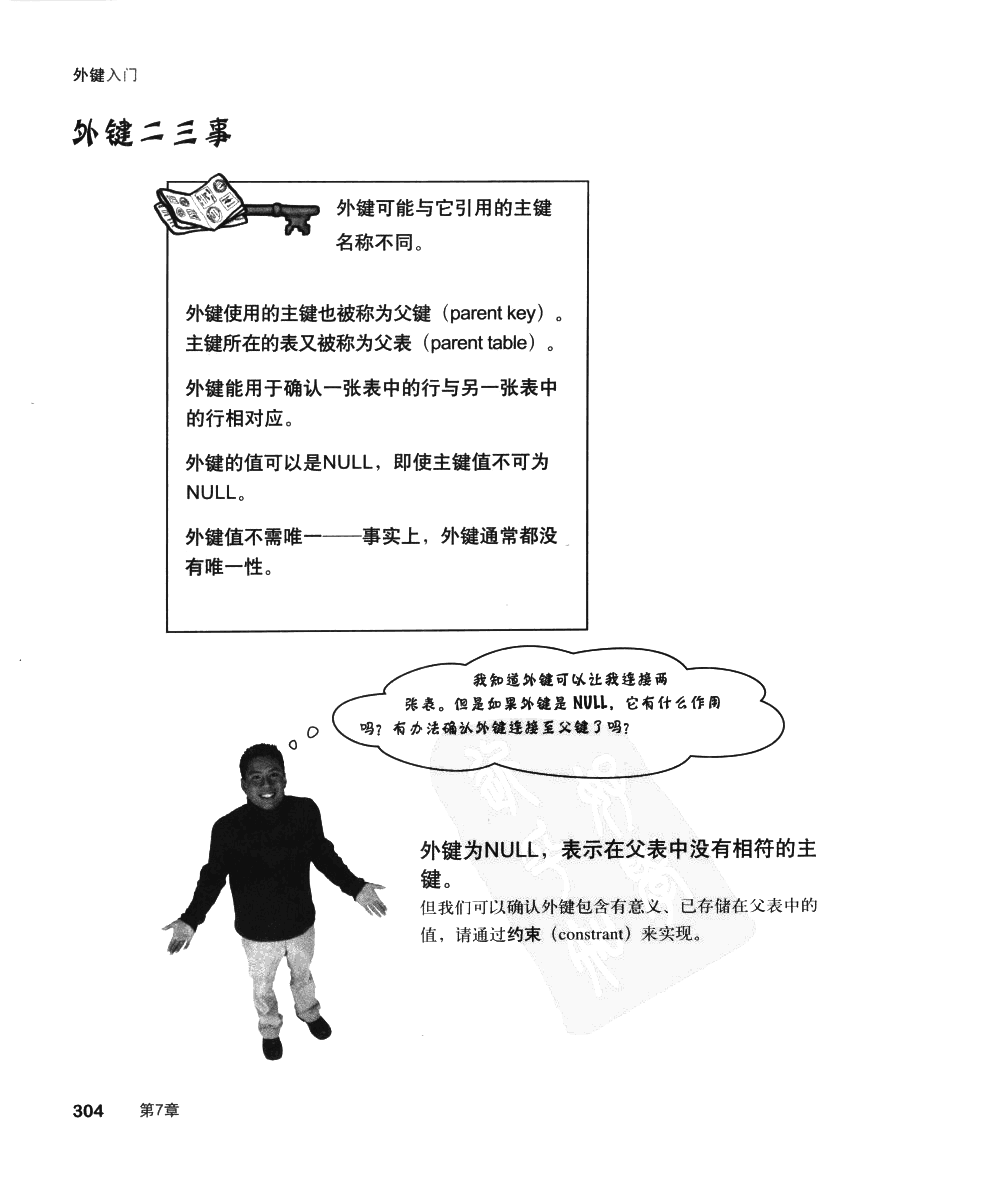 外键入门
外键二三事
外键可能与它引用的主键
名称不同。
外键使用的主键也被称为父键（parent key）。
主键所在的表又被称为父表（parent table）。
外键能用于确认一张表中的行与另一张表中
的行相对应。
外键的值可以是NULL，即使主键值不可为
NULL。
外键值不需唯一——事实上，外键通常都没
有唯一性。
我知道外键可以让我连接两
张表。但是如果外键是 NULL，它有什么作用
吗？有办法确认外键连接至父键了吗？
外键为NULL，表示在父表中没有相符的主
键。
但我们可以确认外键包含有意义、已存储在父表中的
值，请通过约束（constrant）来实现。
304 第7章